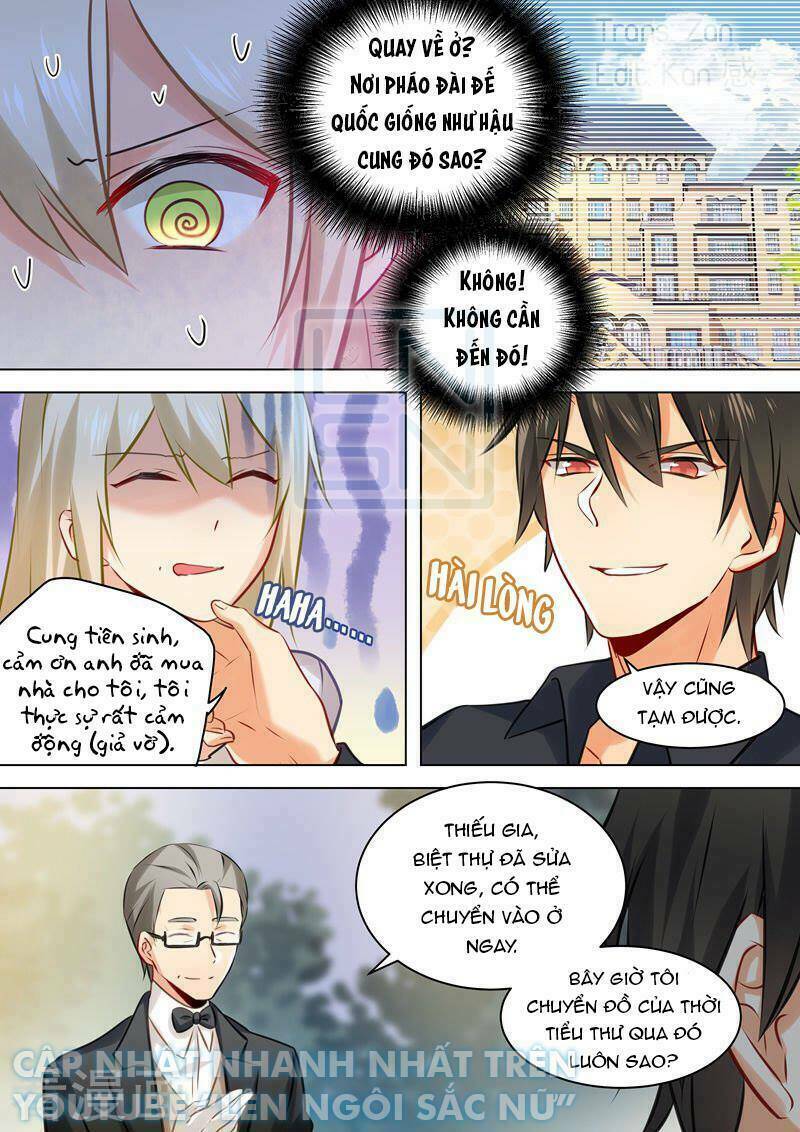 Trans: Zan
Edit: Kan
QUAY VỀ Ở?
NƠI PHÁO ĐÀI ĐẾ
QUỐC GIỐNG NHƯ HẬU
CUNG ĐÓ SAO?
KHÔNG!
KHÔNG CẦN
ĐẾN ĐÓ!
HAHA......
Cung tiên sinh,
cảm ơn anh đã mua
nhà cho tôi, tôi
thực sự rất cảm
động (giả vờ).
HÀI LÒNG
VẬY CŨNG
TẠM ĐƯỢC.
THIẾU GIA,
BIỆT THỰ ĐÃ SỬA
XONG, CÓ THỂ
CHUYỂN VÀO Ở
NGAY.
BÂY GIỜ TÔI
CHUYỂN ĐỒ CỦA THỜI
TIỂU THƯ QUA ĐÓ
LUÔN SAO?
CẬP NHẬT NHANH NHẤT TRÊN
YOUTUBE "LÊN NGÔI SẮC NỮ"